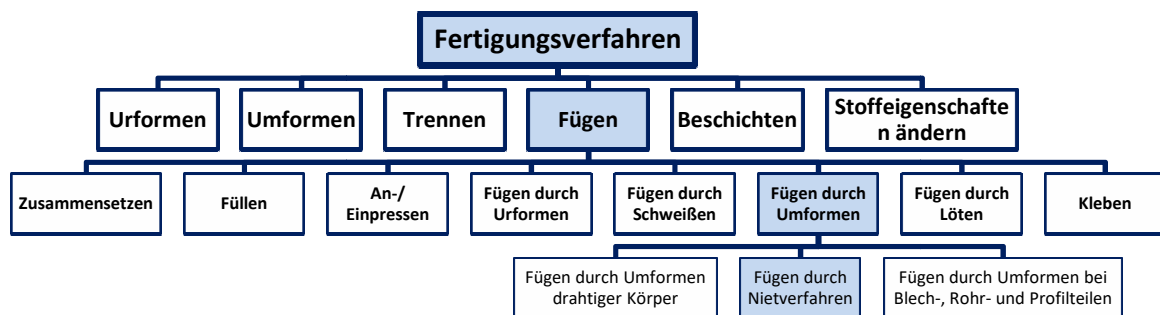 Fertigungsverfahren
Urformen
Umformen
Trennen
Fügen
Beschichten
Stoffeigenschafte
n ändern
Zusammensetzen
Füllen
An-/
Einpressen
Fügen durch
Urformen
Fügen durch
Schweißen
Fügen durch
Umformen
Fügen durch
Löten
Kleben
Fügen durch Umformen
drahtiger Körper
Fügen durch
Nietverfahren
Fügen durch Umformen bei
Blech-, Rohr- und Profilteilen